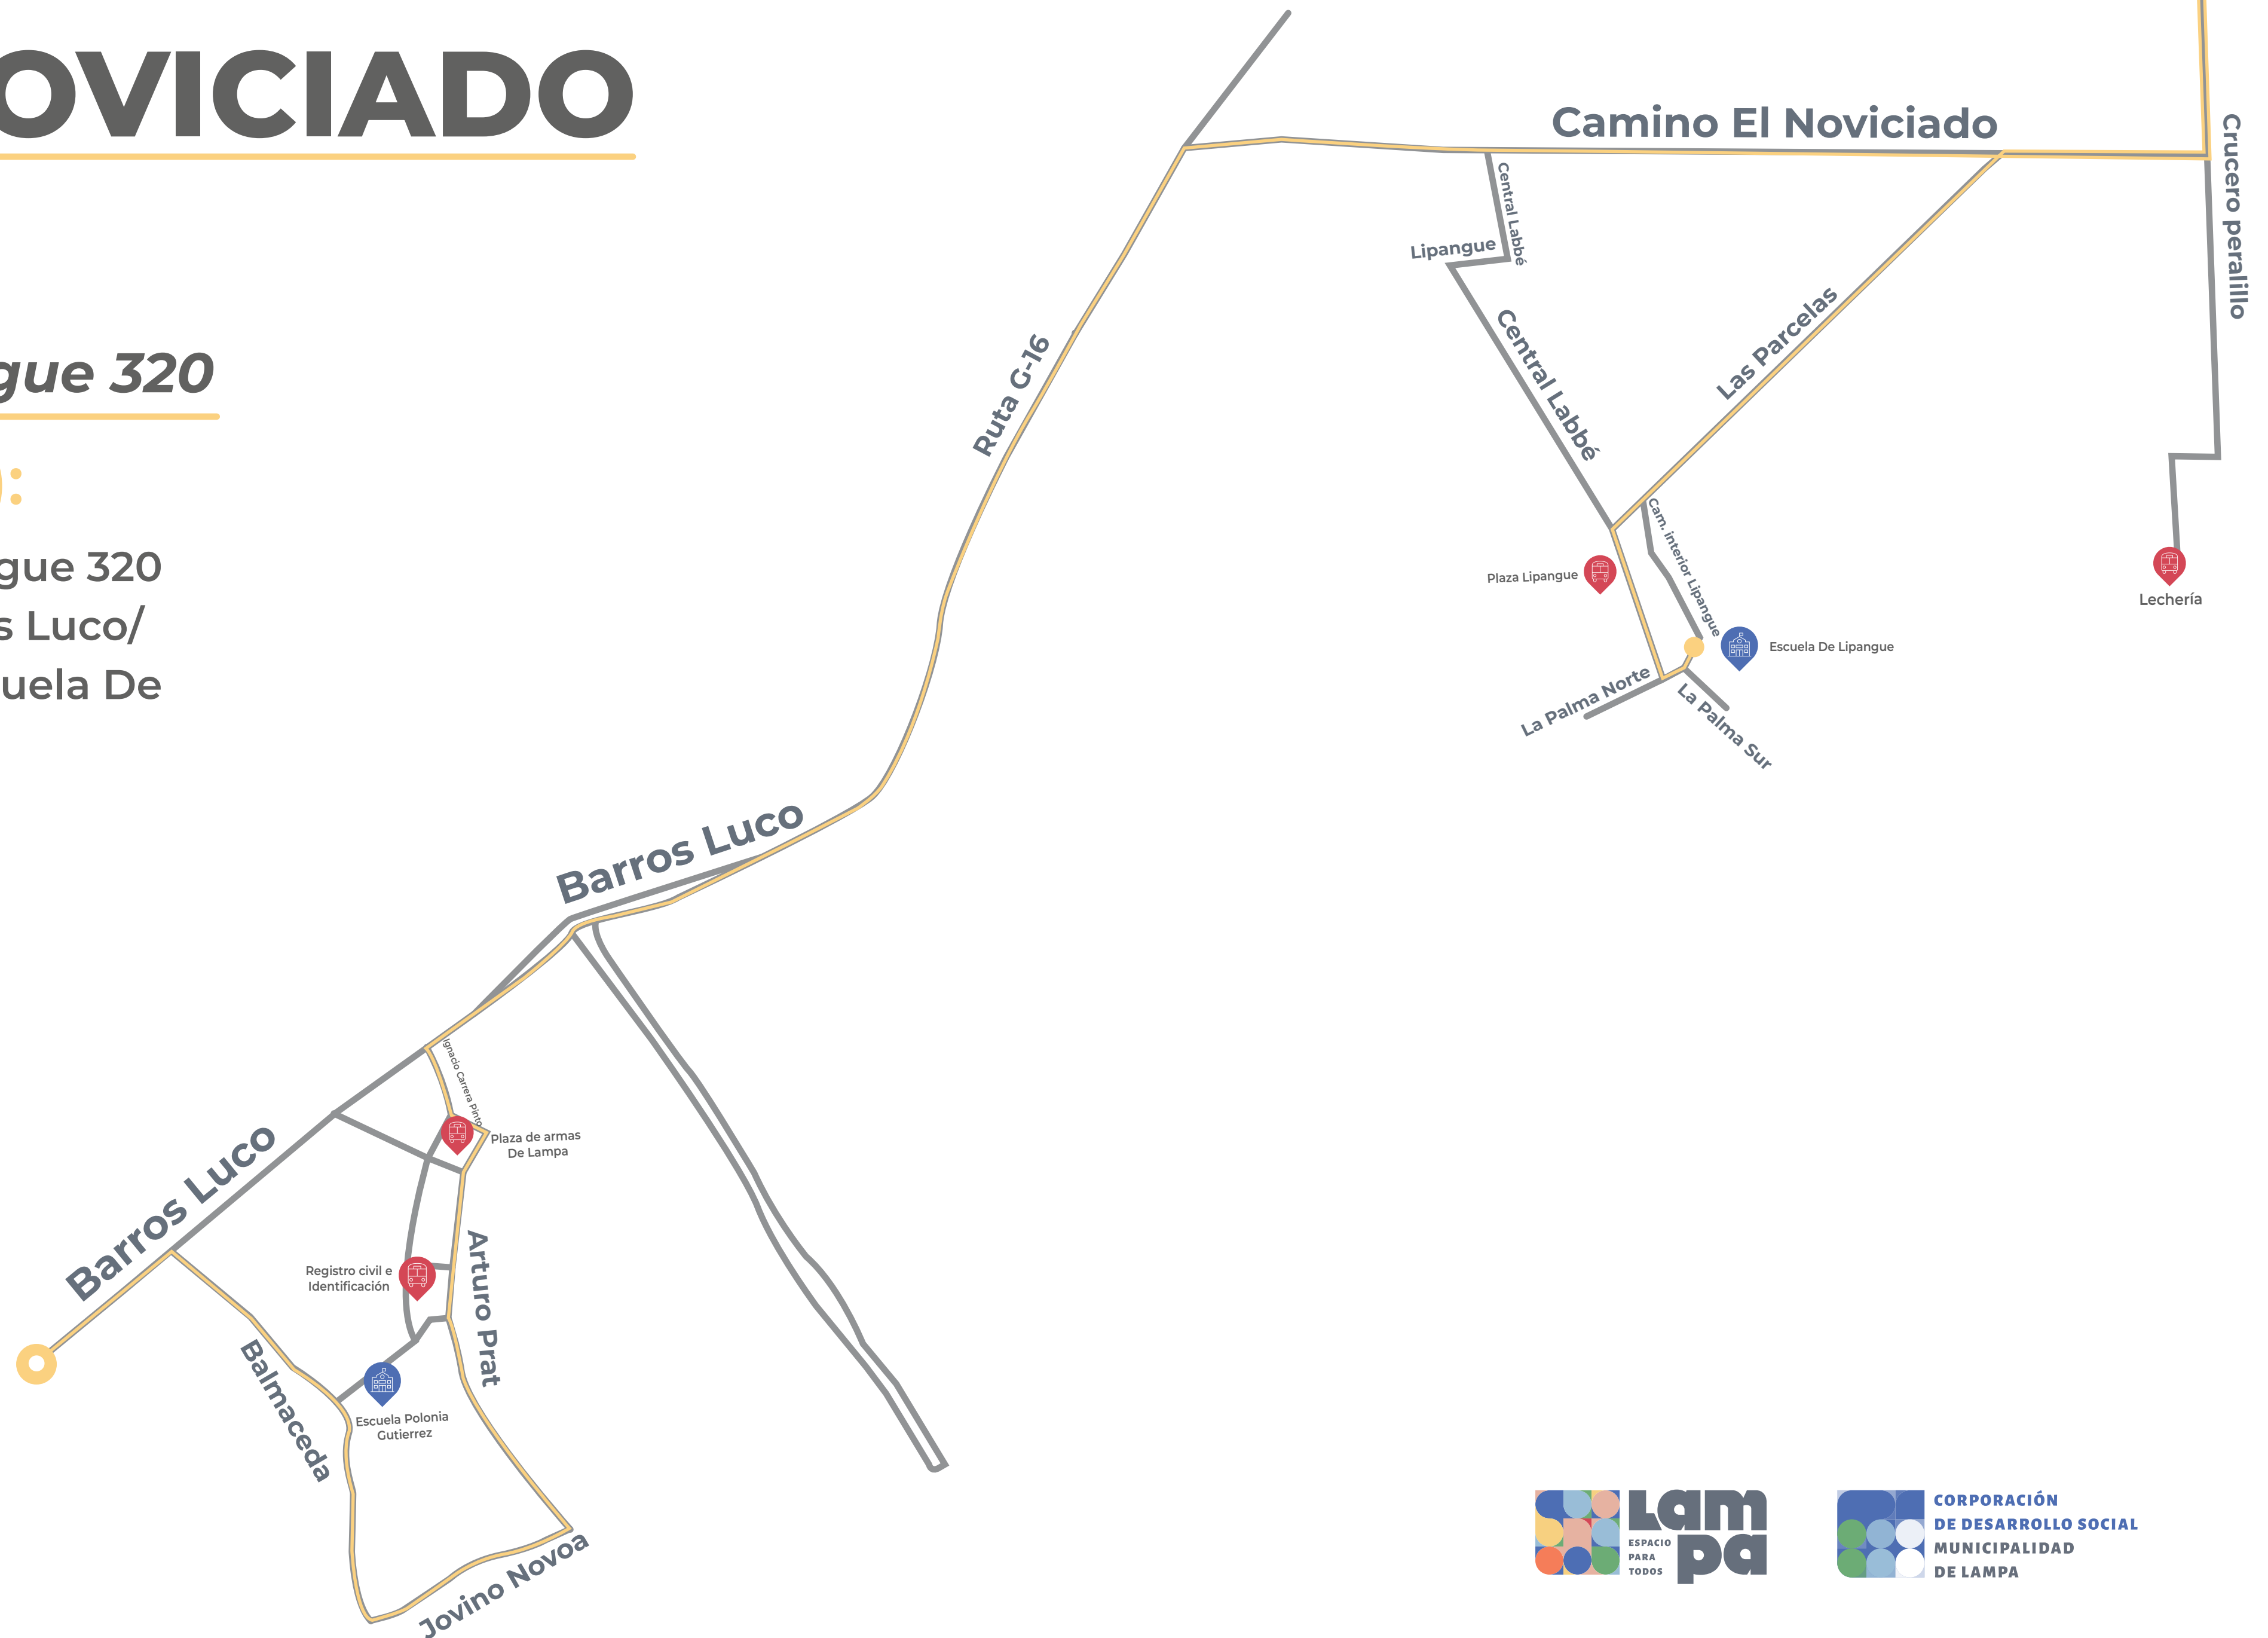 OVICIADO
gue 320
):
gue 320
s Luco/
uela De
Camino El Noviciado
Crucero peralillo
Central Labbé
Lipangue
Central Labbé
Las Parcelas
Ruta G-16
Cam. interior Lipangue
Plaza Lipangue
Escuela De Lipangue
Lechería
La Palma Norte
La Palma Sur
Barros Luco
Ignacio Carrera Pinto
Plaza de armas
De Lampa
Barros Luco
Arturo Prat
Registro civil e
Identificación
Balmaceda
Escuela Polonia
Gutierrez
Jovino Novoa
Lam
pa
ESPACIO
PARA
TODOS
CORPORACIÓN
DE DESARROLLO SOCIAL
MUNICIPALIDAD
DE LAMPA